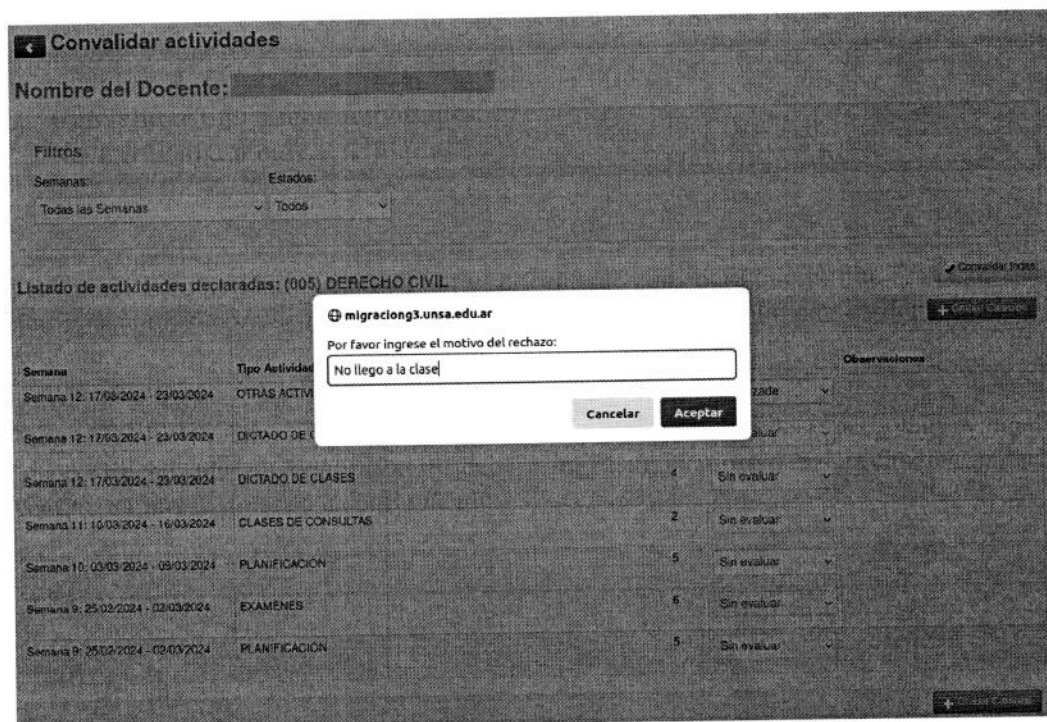 Convalidar actividades
Nombre del Docente:
Filtros
Semanas: Estados:
Todas las Semanas Todos
Convalidar todas
Listado de actividades declaradas: (005) DERECHO CIVIL
migraciong3.unsa.edu.ar
Por favor ingrese el motivo del rechazo:
No llego a la clase
Cancelar Aceptar
Semana Tipo Actividad Observaciones
Semana 12: 17/03/2024 - 23/03/2024 OTRAS ACTIVI
Semana 12: 17/03/2024 - 23/03/2024 DICTADO DE
Semana 12: 17/03/2024 - 23/03/2024 DICTADO DE CLASES 4 Sin evaluar
Semana 11: 10/03/2024 - 16/03/2024 CLASES DE CONSULTAS 2 Sin evaluar
Semana 10: 03/03/2024 - 09/03/2024 PLANIFICACIÓN 5 Sin evaluar
Semana 9: 25/02/2024 - 02/03/2024 EXAMENES 6 Sin evaluar
Semana 9: 25/02/2024 - 02/03/2024 PLANIFICACIÓN 5 Sin evaluar